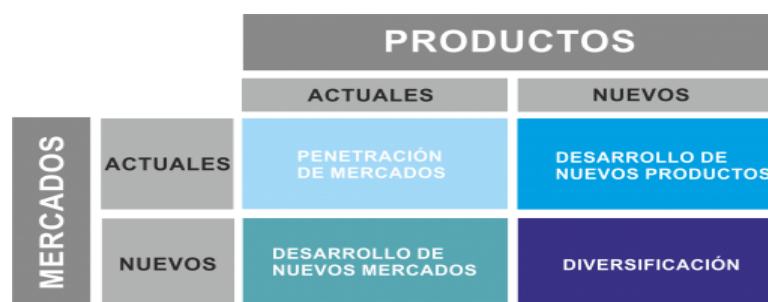 PRODUCTOS
ACTUALES
NUEVOS
MERCADOS
ACTUALES
PENETRACIÓN
DE MERCADOS
DESARROLLO DE
NUEVOS PRODUCTOS
NUEVOS
DESARROLLO DE
NUEVOS MERCADOS
DIVERSIFICACIÓN